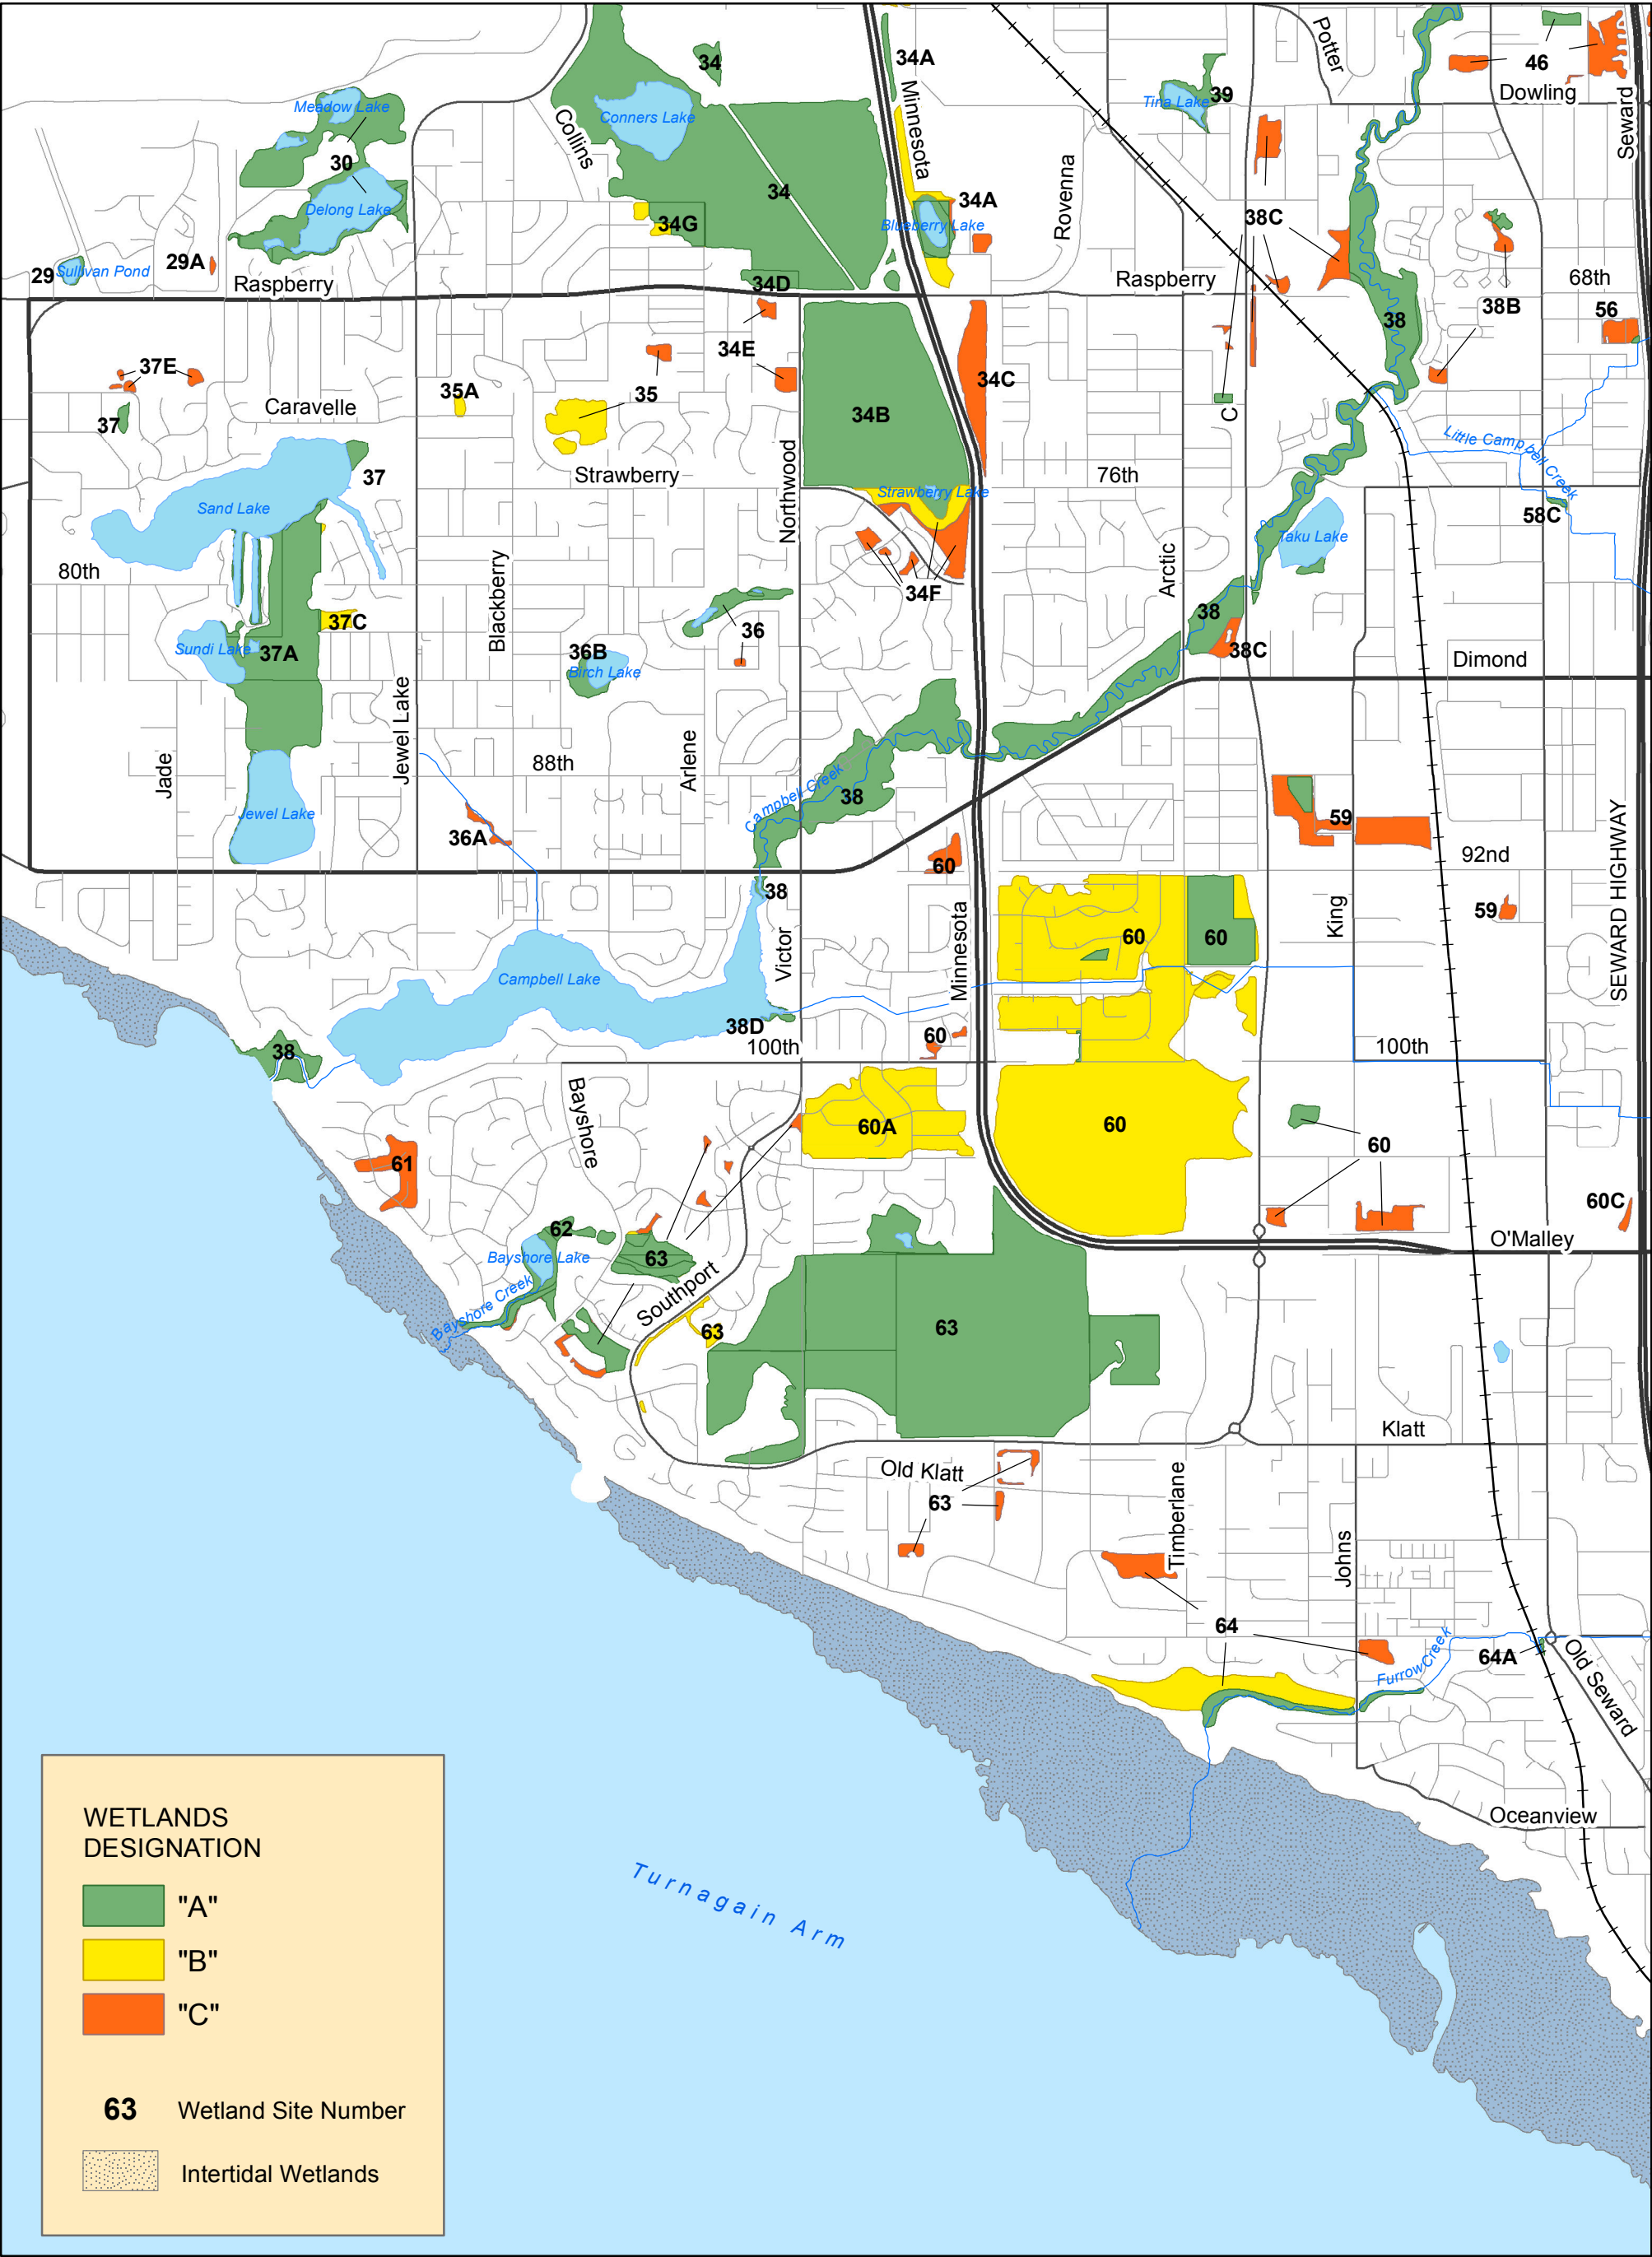 Potter
34
34A
46
Dowling
Seward
Meadow Lake
Conners Lake
Collins
Minnesota
Tina Lake
39
30
34
Rovenna
Delong Lake
34A
34G
Blueberry Lake
38C
29
Sullivan Pond
29A
Raspberry
34D
Raspberry
68th
38B
56
38
34E
37E
35
35A
34C
Caravelle
34B
37
C
Little Campbell Creek
Strawberry
Northwood
76th
37
Sand Lake
Strawberry Lake
58C
Taku Lake
80th
Blackberry
Arctic
34F
37C
38
36
Sundi Lake
37A
36B
Birch Lake
38C
Dimond
Jewel Lake
Jade
88th
Arlene
Campbell Creek
38
Jewel Lake
36A
59
SEWARD HIGHWAY
92nd
60
38
King
59
Victor
Minnesota
60
60
Campbell Lake
38D
60
38
100th
100th
Bayshore
60A
60
60
61
60C
62
O'Malley
Bayshore Lake
63
Southport
Bayshore Creek
63
63
Klatt
Old Klatt
63
Timberlane
Johns
64
Furrow Creek
64A
Old Seward
Oceanview
Turnagain Arm
WETLANDS
DESIGNATION
"A"
"B"
"C"
63 Wetland Site Number
Intertidal Wetlands